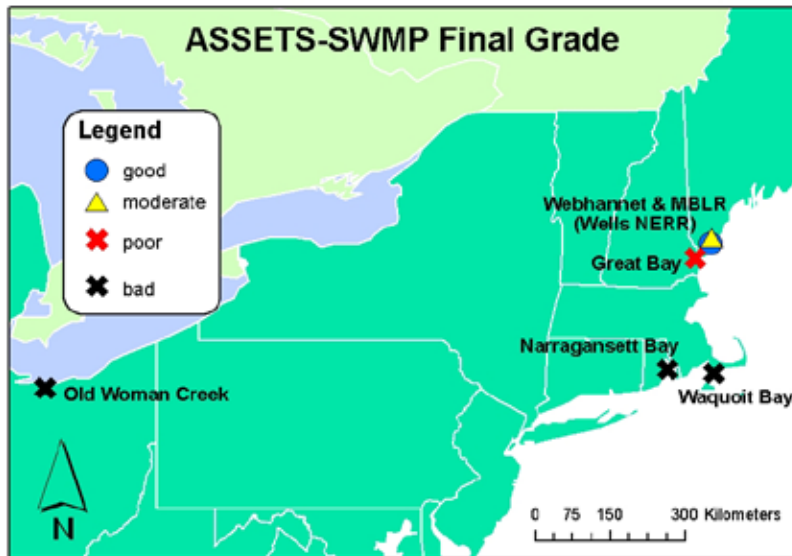 ASSETS-SWMP Final Grade
Legend
good
moderate
poor
bad
Webhannet & MBLR
(Wells NERR)
Great Bay
Narragansett Bay
Waquoit Bay
Old Woman Creek
N
0 75 150 300 Kilometers